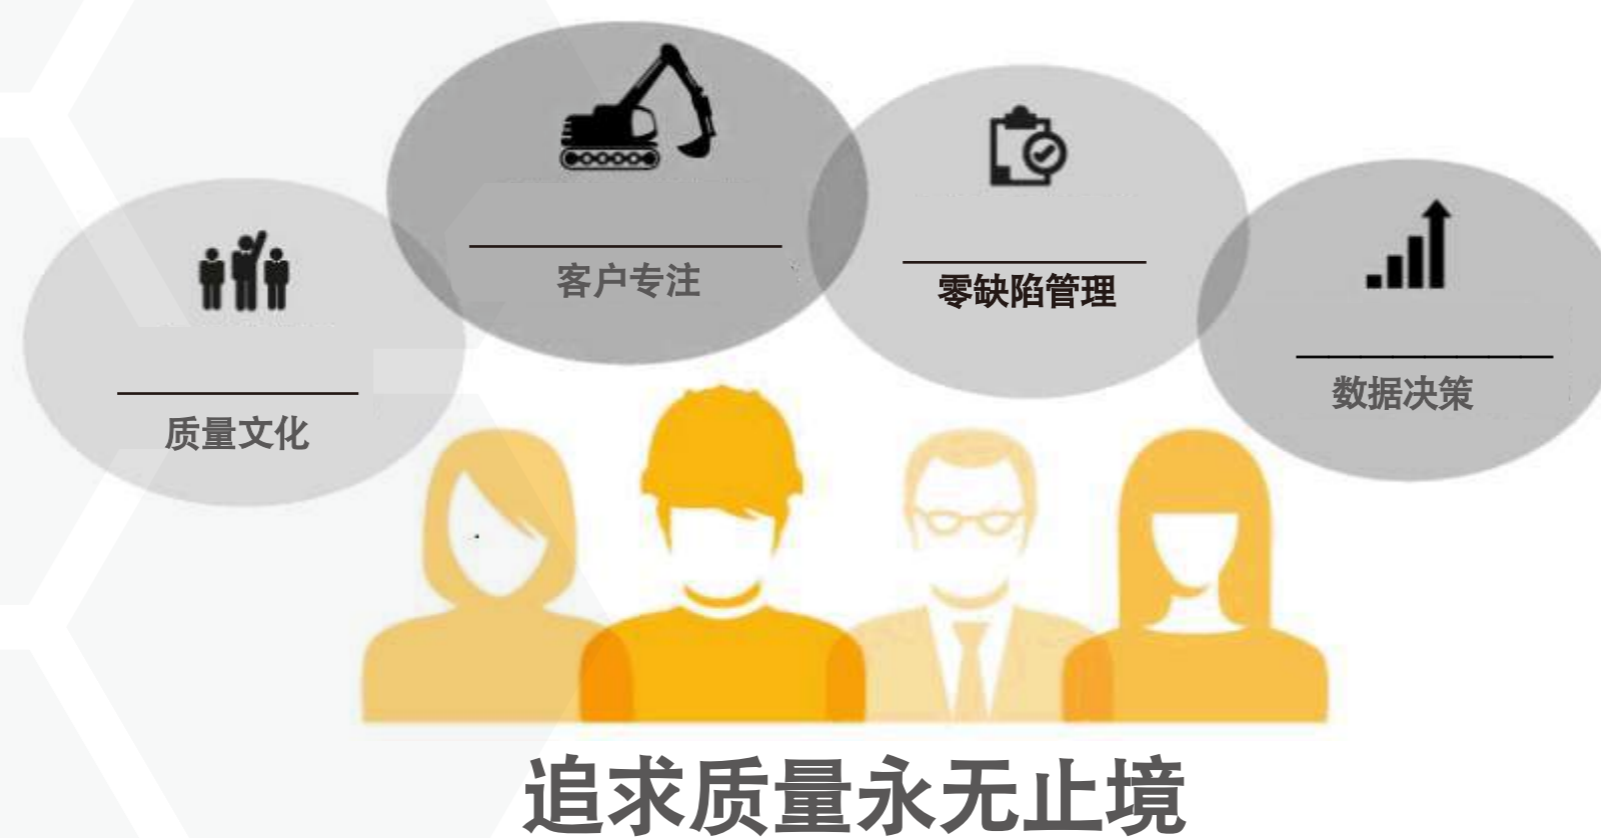 质量文化
客户专注
零缺陷管理
数据决策
追求质量永无止境